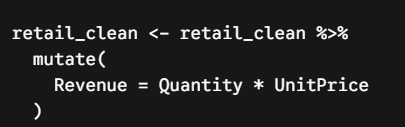 retail_clean <- retail_clean %>%
  mutate(
    Revenue = Quantity * UnitPrice
  )